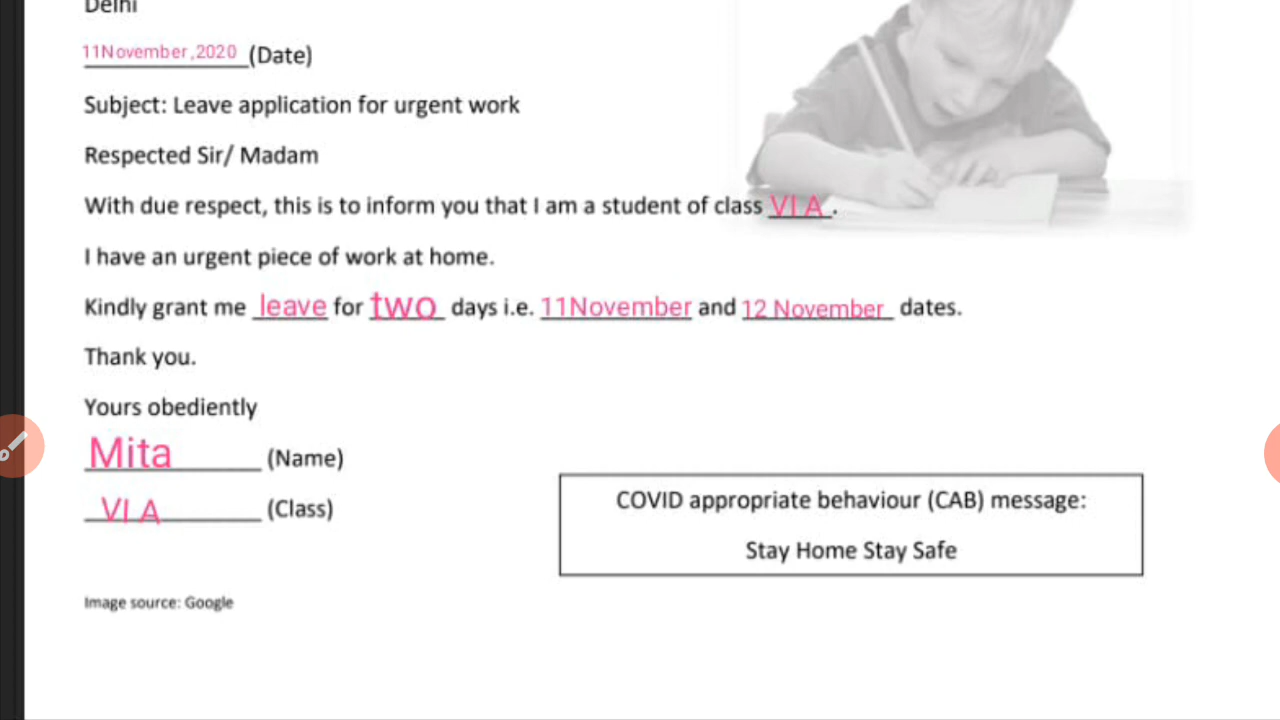 Delhi
11November,2020 (Date)
Subject: Leave application for urgent work
Respected Sir/ Madam
With due respect, this is to inform you that I am a student of class VI A.
I have an urgent piece of work at home.
Kindly grant me leave for two days i.e. 11November and 12 November dates.
Thank you.
Yours obediently
Mita (Name)
VI A (Class)
COVID appropriate behaviour (CAB) message:
Stay Home Stay Safe
Image source: Google